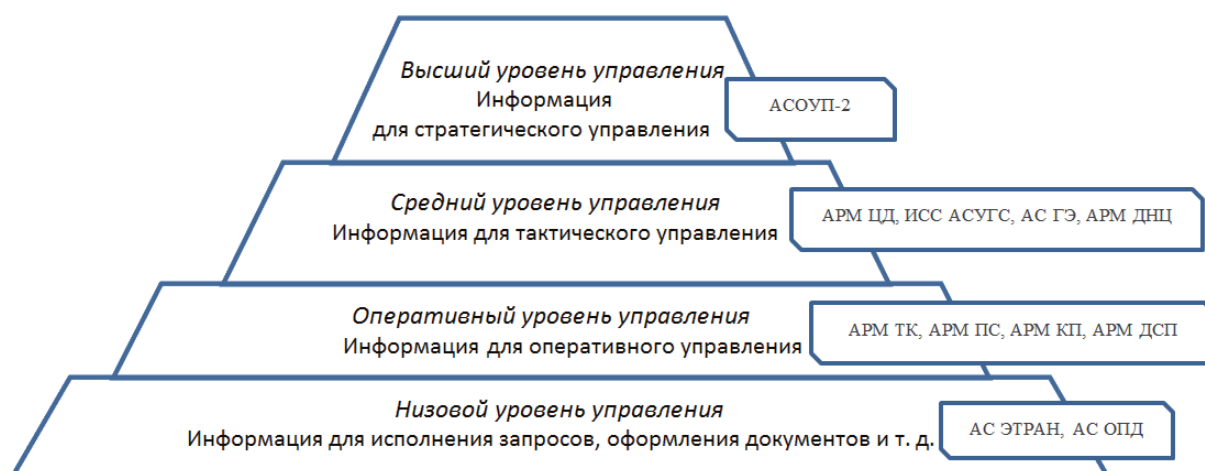 Высший уровень управления
Информация
для стратегического управления
АСОУП-2
Средний уровень управления
Информация для тактического управления
АРМ ЦД, ИСС АСУГС, АС ГЭ, АРМ ДНЦ
Оперативный уровень управления
Информация для оперативного управления
АРМ ТК, АРМ ПС, АРМ КП, АРМ ДСП
Низовой уровень управления
Информация для исполнения запросов, оформления документов и т. д.
АС ЭТРАН, АС ОПД